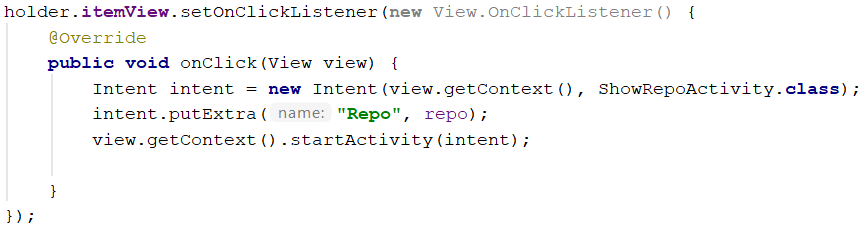 holder.itemView.setOnClickListener(new View.OnClickListener() {
    @Override
    public void onClick(View view) {
        Intent intent = new Intent(view.getContext(), ShowRepoActivity.class);
        intent.putExtra( name: "Repo", repo);
        view.getContext().startActivity(intent);
    }
});